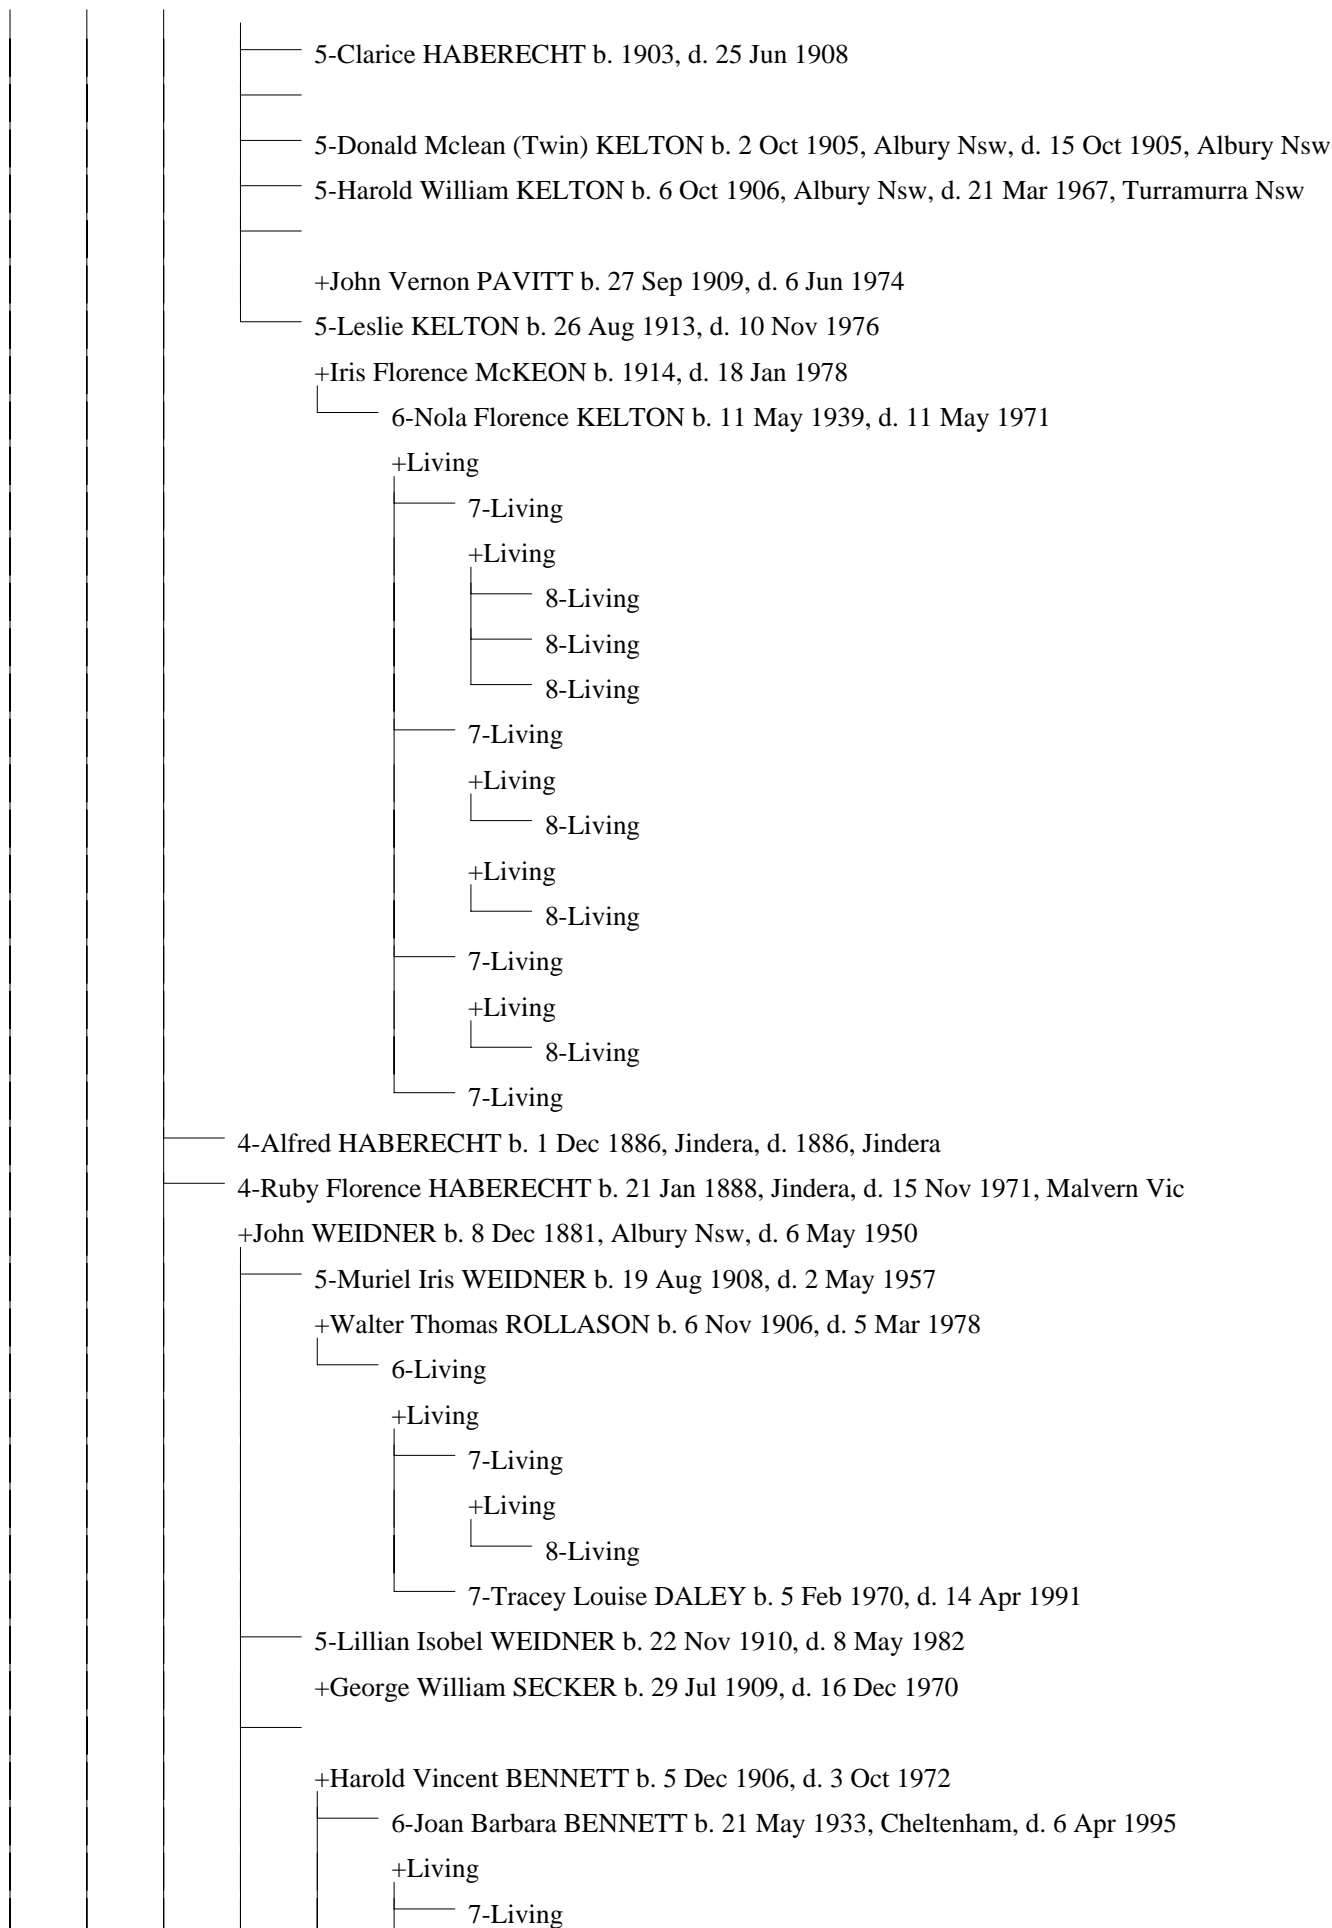 5-Clarice HABERECHT b. 1903, d. 25 Jun 1908
5-Donald Mclean (Twin) KELTON b. 2 Oct 1905, Albury Nsw, d. 15 Oct 1905, Albury Nsw
5-Harold William KELTON b. 6 Oct 1906, Albury Nsw, d. 21 Mar 1967, Turramurra Nsw
+John Vernon PAVITT b. 27 Sep 1909, d. 6 Jun 1974
5-Leslie KELTON b. 26 Aug 1913, d. 10 Nov 1976
+Iris Florence McKEON b. 1914, d. 18 Jan 1978
6-Nola Florence KELTON b. 11 May 1939, d. 11 May 1971
+Living
7-Living
+Living
8-Living
8-Living
8-Living
7-Living
+Living
8-Living
+Living
8-Living
7-Living
+Living
8-Living
7-Living
4-Alfred HABERECHT b. 1 Dec 1886, Jindera, d. 1886, Jindera
4-Ruby Florence HABERECHT b. 21 Jan 1888, Jindera, d. 15 Nov 1971, Malvern Vic
+John WEIDNER b. 8 Dec 1881, Albury Nsw, d. 6 May 1950
5-Muriel Iris WEIDNER b. 19 Aug 1908, d. 2 May 1957
+Walter Thomas ROLLASON b. 6 Nov 1906, d. 5 Mar 1978
6-Living
+Living
7-Living
+Living
8-Living
7-Tracey Louise DALEY b. 5 Feb 1970, d. 14 Apr 1991
5-Lillian Isobel WEIDNER b. 22 Nov 1910, d. 8 May 1982
+George William SECKER b. 29 Jul 1909, d. 16 Dec 1970
+Harold Vincent BENNETT b. 5 Dec 1906, d. 3 Oct 1972
6-Joan Barbara BENNETT b. 21 May 1933, Cheltenham, d. 6 Apr 1995
+Living
7-Living